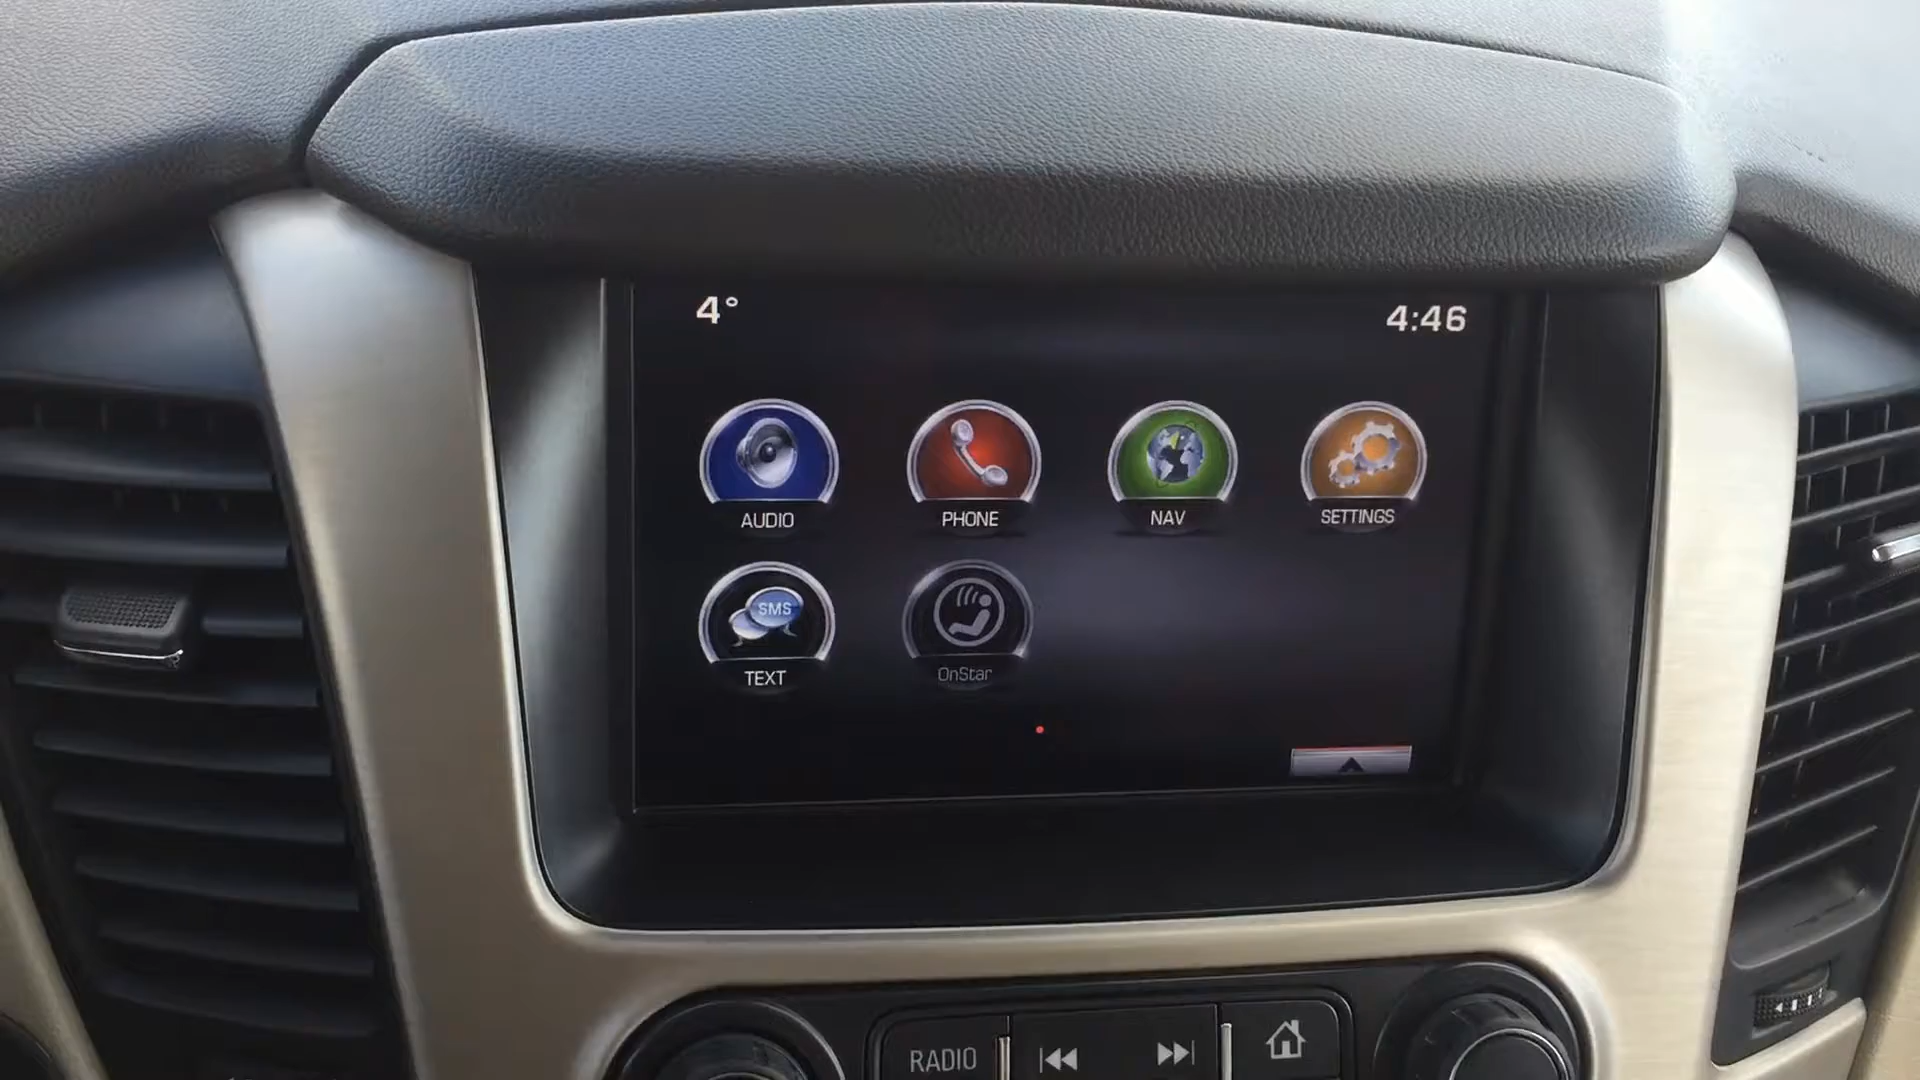 4°
4:46
AUDIO
PHONE
NAV
SETTINGS
SMS
TEXT
OnStar
RADIO